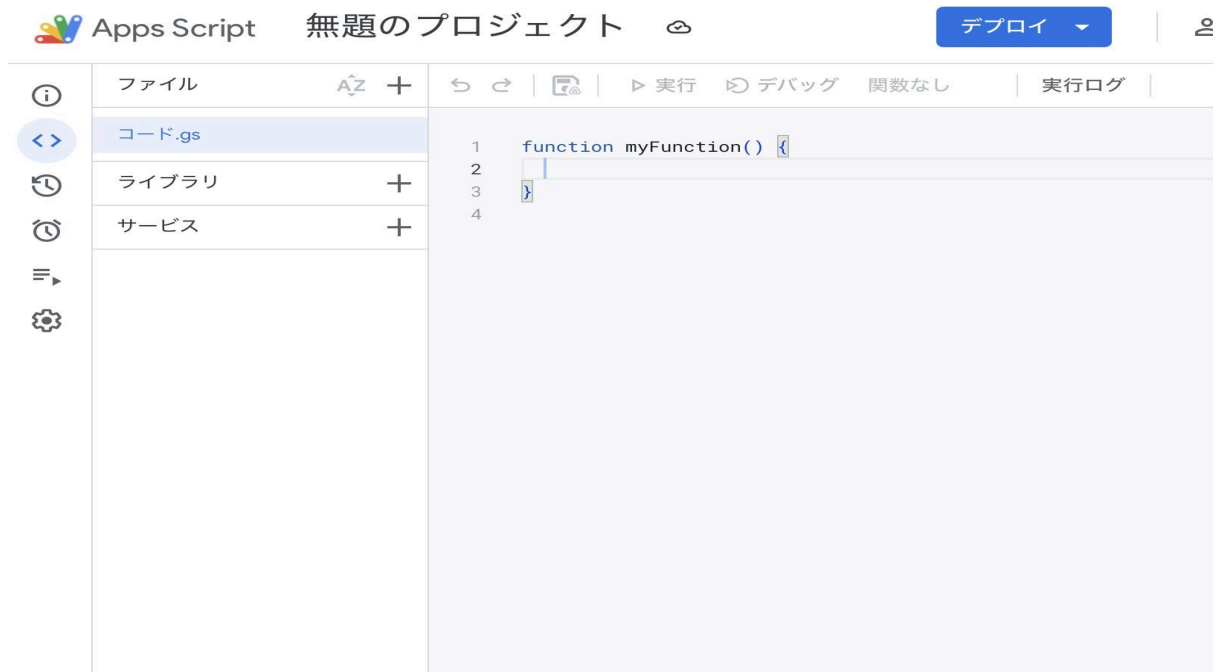 Apps Script 無題のプロジェクト デプロイ
ファイル AZ 実行 デバッグ 関数なし 実行ログ
コード.gs
ライブラリ
サービス
1 function myFunction() {
2
3 }
4